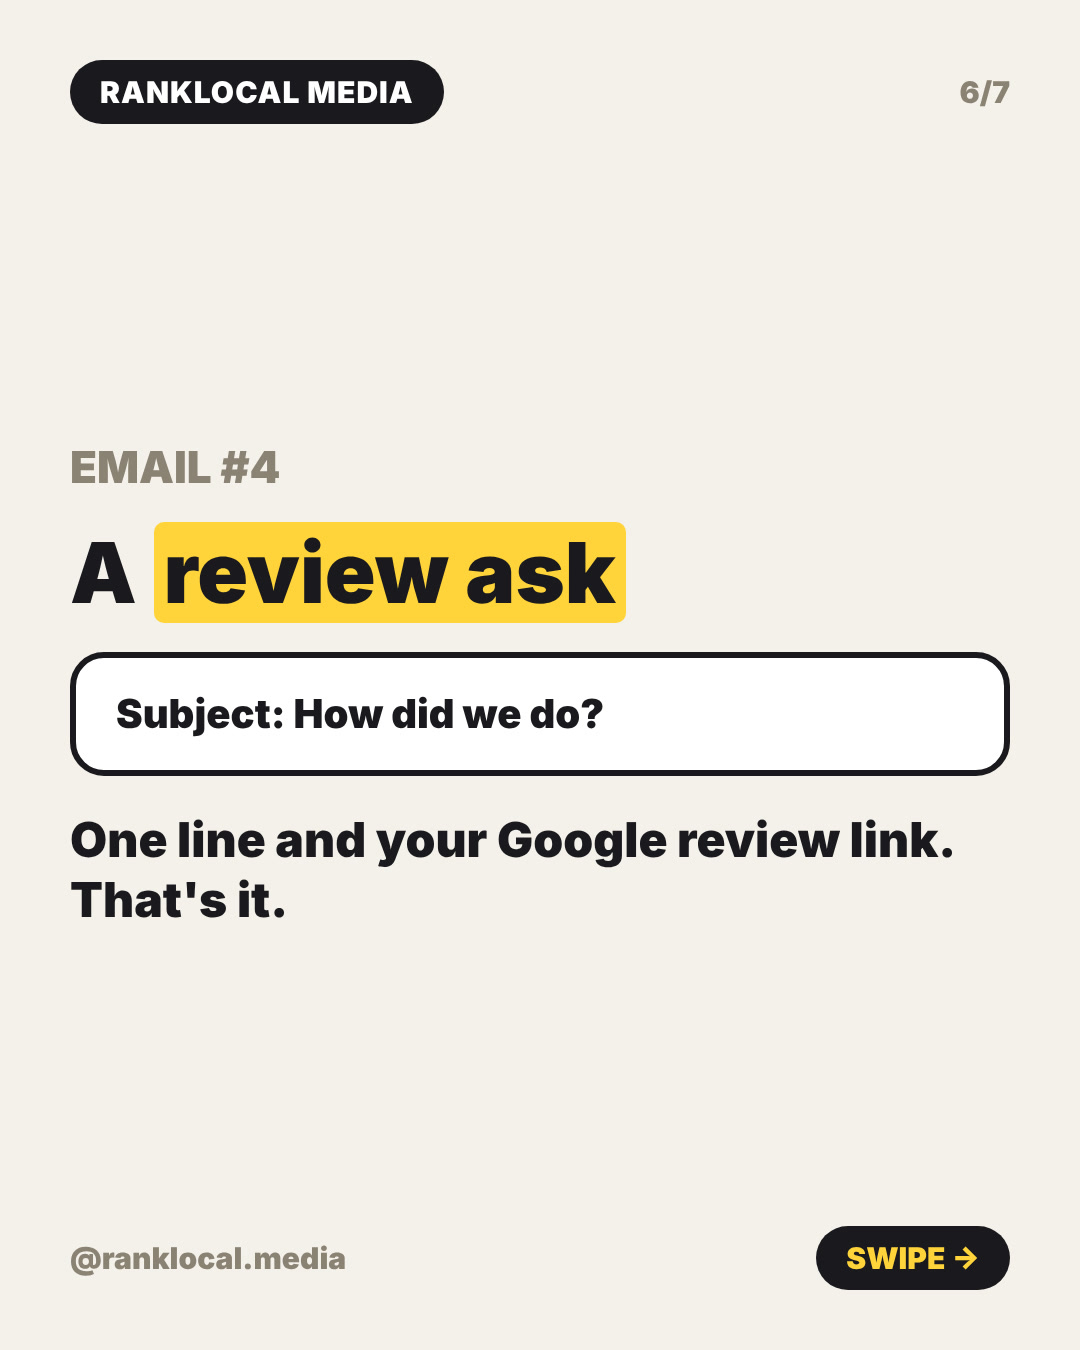 RANKLOCAL MEDIA
6/7
EMAIL #4
A review ask
Subject: How did we do?
One line and your Google review link.
That's it.
@ranklocal.media
SWIPE →